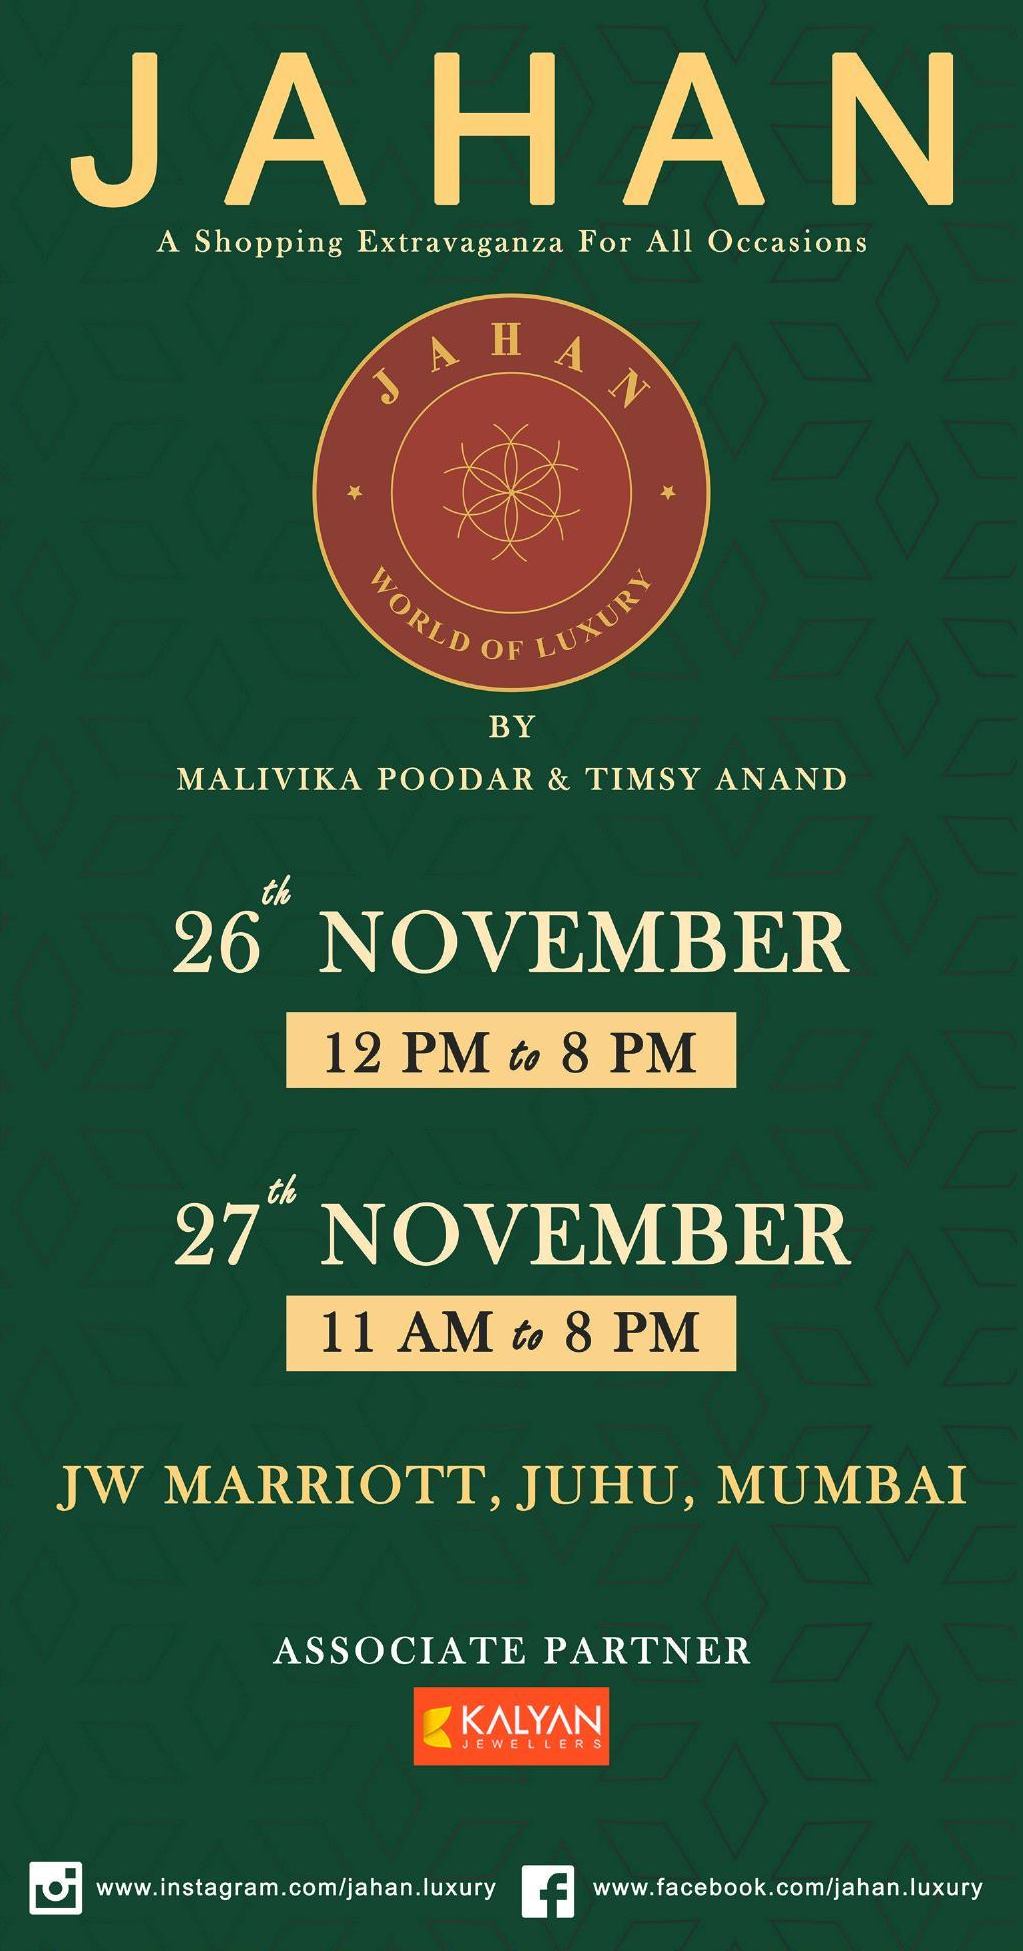 JAHAN
A Shopping Extravaganza For All Occasions
JAHAN
WORLD OF LUXURY
BY
MALIVIKA POODAR & TIMSY ANAND
26th NOVEMBER
12 PM to 8 PM
27th NOVEMBER
11 AM to 8 PM
JW MARRIOTT, JUHU, MUMBAI
ASSOCIATE PARTNER
KALYAN
JEWELLERS
www.instagram.com/jahan.luxury www.facebook.com/jahan.luxury